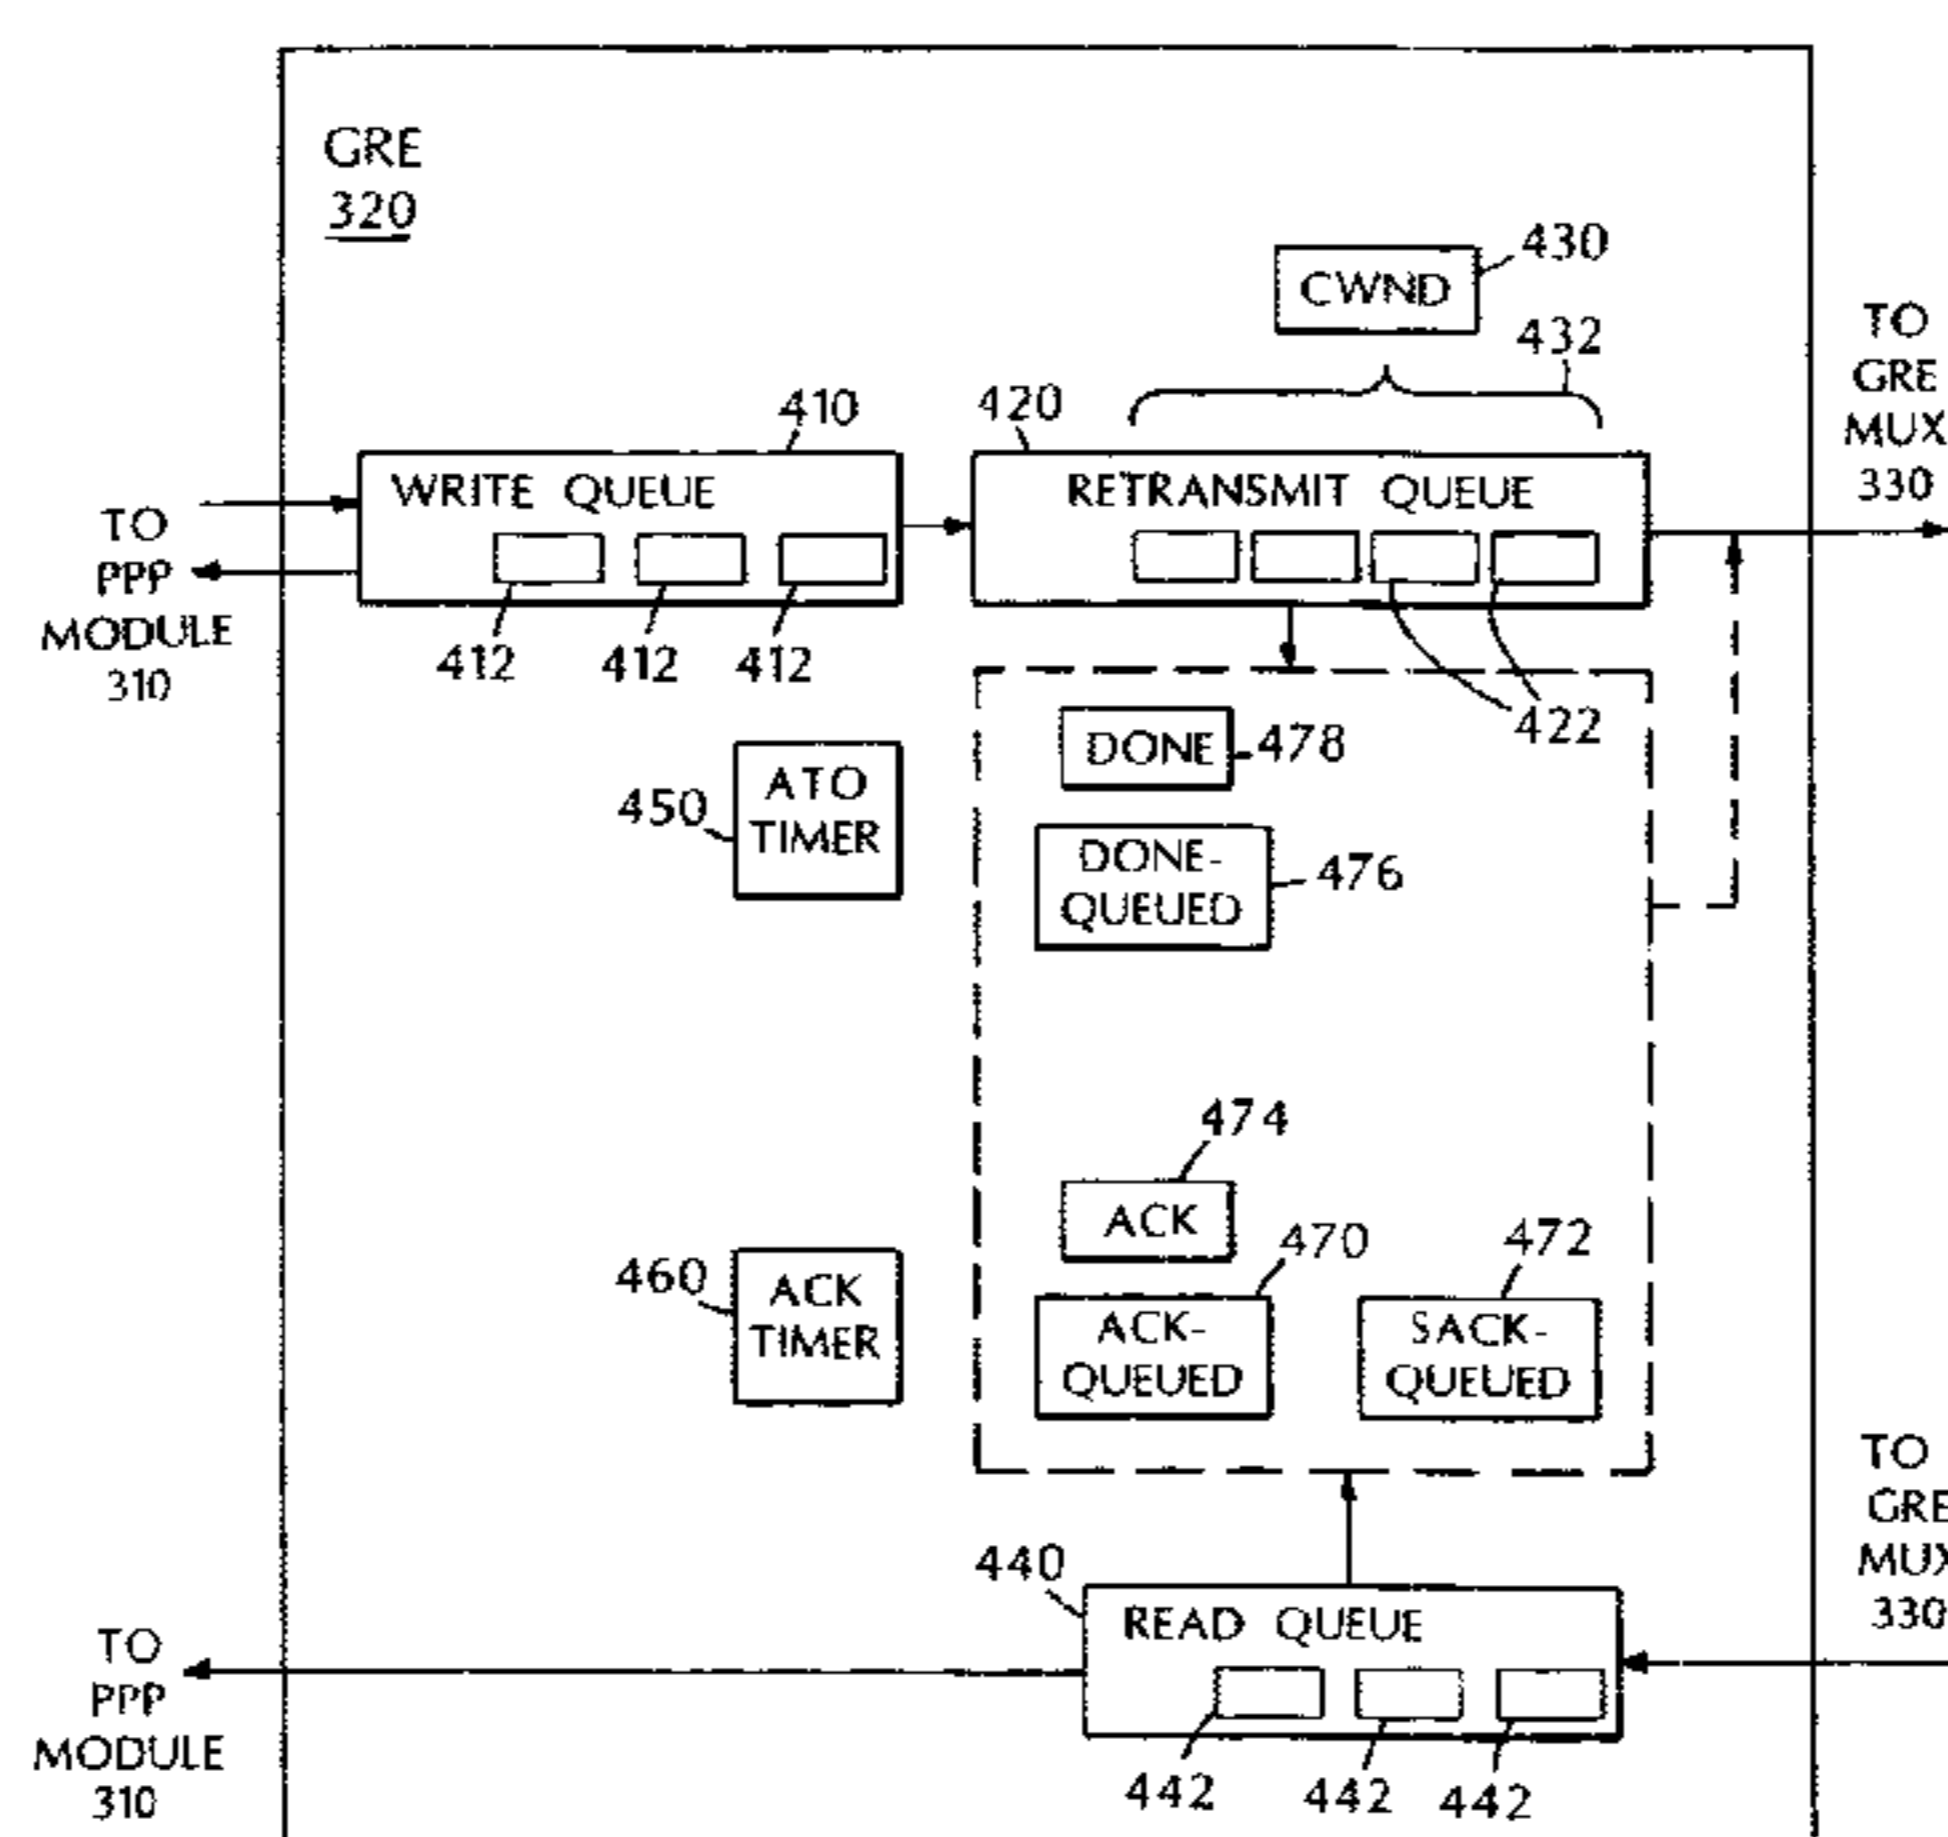 GRE
320
CWND
430
432
TO
GRE
MUX
330
410
420
WRITE QUEUE
RETRANSMIT QUEUE
TO
PPP
MODULE
310
412
412
412
422
DONE
478
450
ATO
TIMER
DONE-
QUEUED
476
474
ACK
460
ACK
TIMER
470
472
ACK-
QUEUED
SACK-
QUEUED
TO
GRE
MUX
330
440
READ QUEUE
TO
PPP
MODULE
310
442
442
442